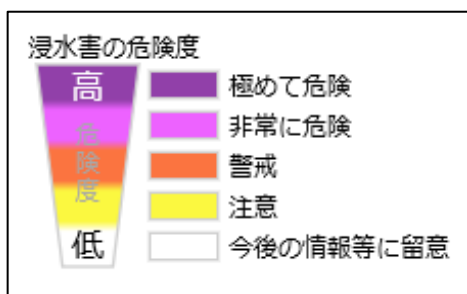 浸水害の危険度
高
危険度
低
極めて危険
非常に危険
警戒
注意
今後の情報等に留意